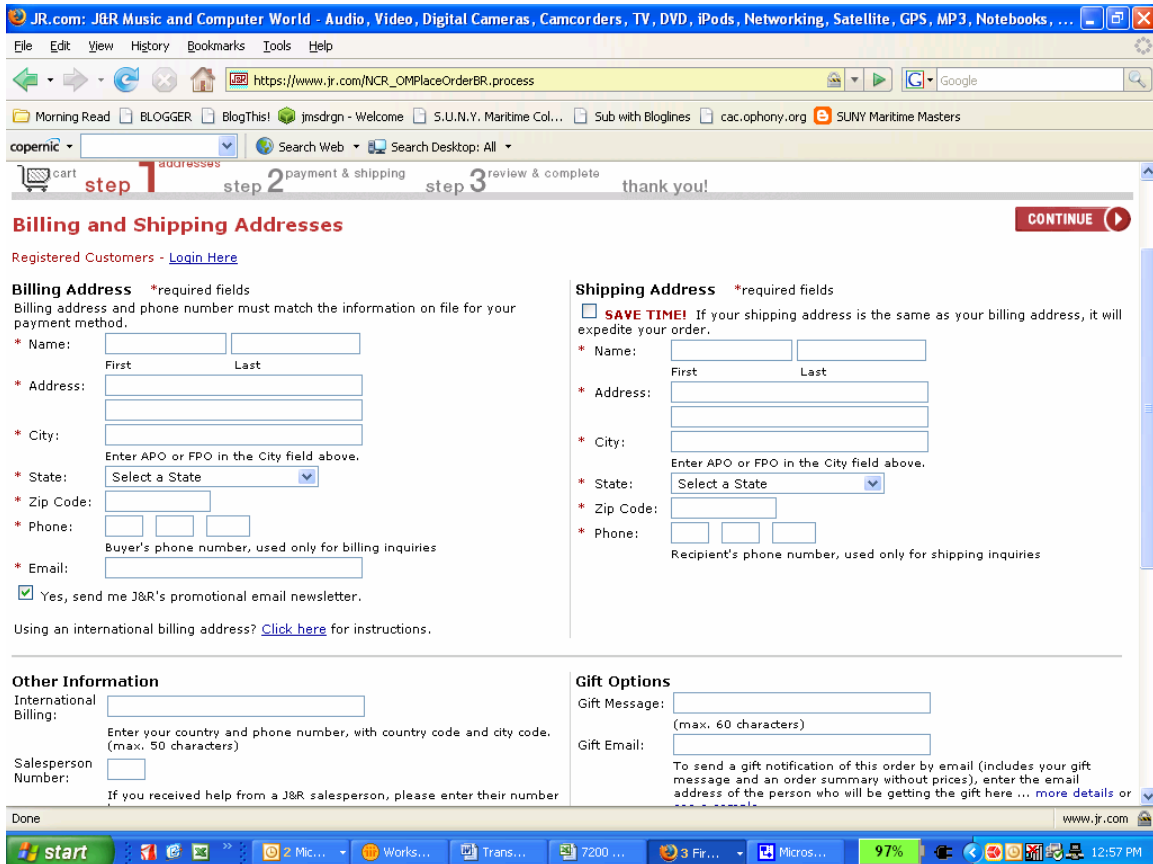 JR.com: J&R Music and Computer World - Audio, Video, Digital Cameras, Camcorders, TV, DVD, iPods, Networking, Satellite, GPS, MP3, Notebooks, ...
File Edit View History Bookmarks Tools Help
J&R https://www.jr.com/NCR_OMPlaceOrderBR.process G Google
Morning Read BLOGGER BlogThis! jmsdrgn - Welcome S.U.N.Y. Maritime Col... Sub with Bloglines cac.ophony.org SUNY Maritime Masters
copernic Search Web Search Desktop: All
cart step 1 addresses step 2 payment & shipping step 3 review & complete thank you!
Billing and Shipping Addresses
CONTINUE
Registered Customers - Login Here
Billing Address *required fields
Billing address and phone number must match the information on file for your
payment method.
* Name:
First Last
* Address:
* City:
Enter APO or FPO in the City field above.
* State: Select a State
* Zip Code:
* Phone:
Buyer's phone number, used only for billing inquiries
* Email:
Yes, send me J&R's promotional email newsletter.
Using an international billing address? Click here for instructions.
Shipping Address *required fields
SAVE TIME! If your shipping address is the same as your billing address, it will
expedite your order.
* Name:
First Last
* Address:
* City:
Enter APO or FPO in the City field above.
* State: Select a State
* Zip Code:
* Phone:
Recipient's phone number, used only for shipping inquiries
Other Information
International
Billing:
Enter your country and phone number, with country code and city code.
(max. 50 characters)
Salesperson
Number:
If you received help from a J&R salesperson, please enter their number
Gift Options
Gift Message:
(max. 60 characters)
Gift Email:
To send a gift notification of this order by email (includes your gift
message and an order summary without prices), enter the email
address of the person who will be getting the gift here ... more details or
Done www.jr.com
start 2 Mic... Works... Trans... 7200 ... 3 Fir... Micros... 97% 12:57 PM